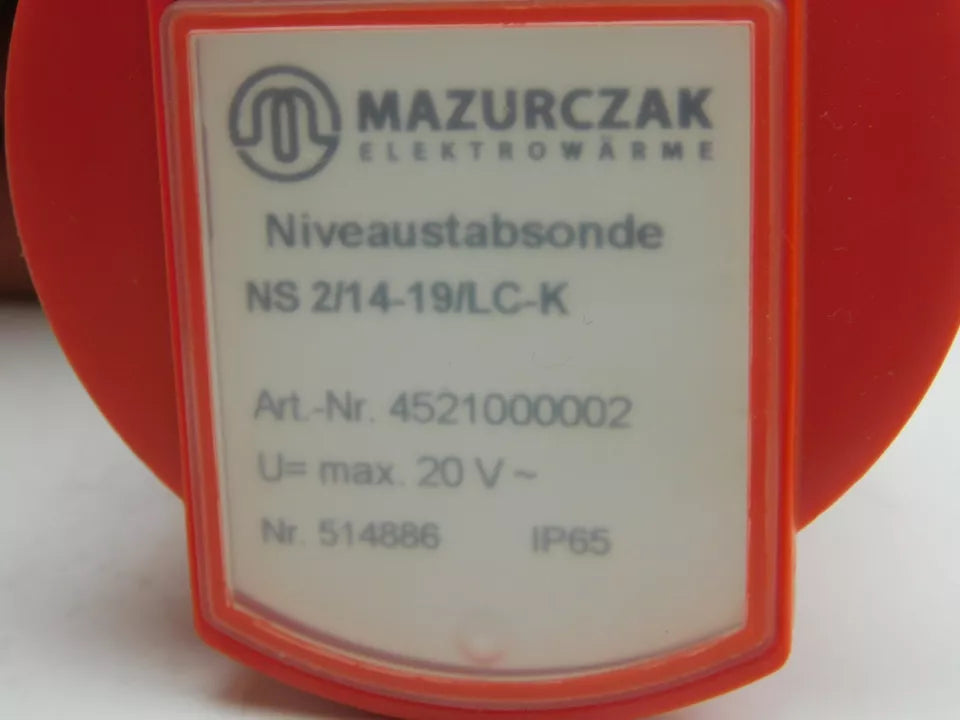 MAZURCZAK
ELEKTROWÄRME
Niveaustabsonde
NS 2/14-19/LC-K
Art.-Nr. 4521000002
U= max. 20 V ~
Nr. 514886 IP65